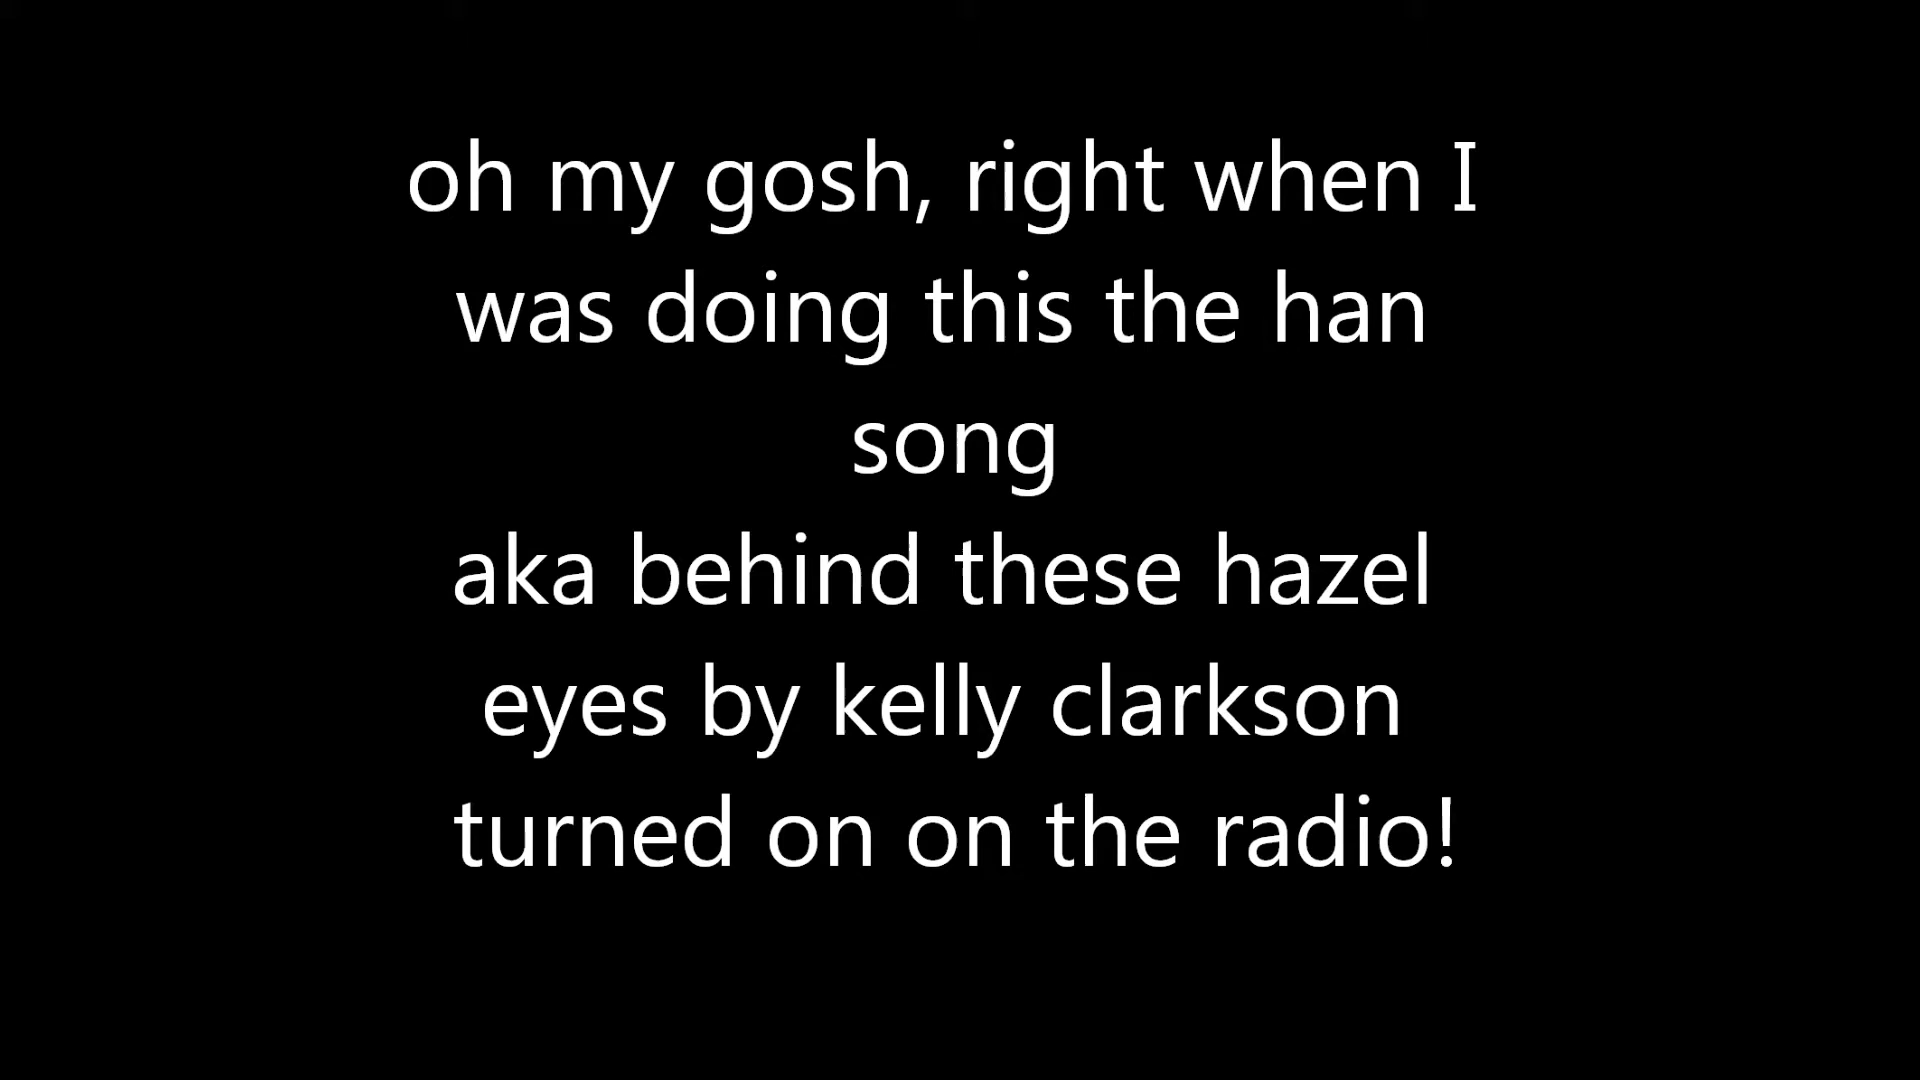 oh my gosh, right when I
was doing this the han
song
aka behind these hazel
eyes by kelly clarkson
turned on on the radio!